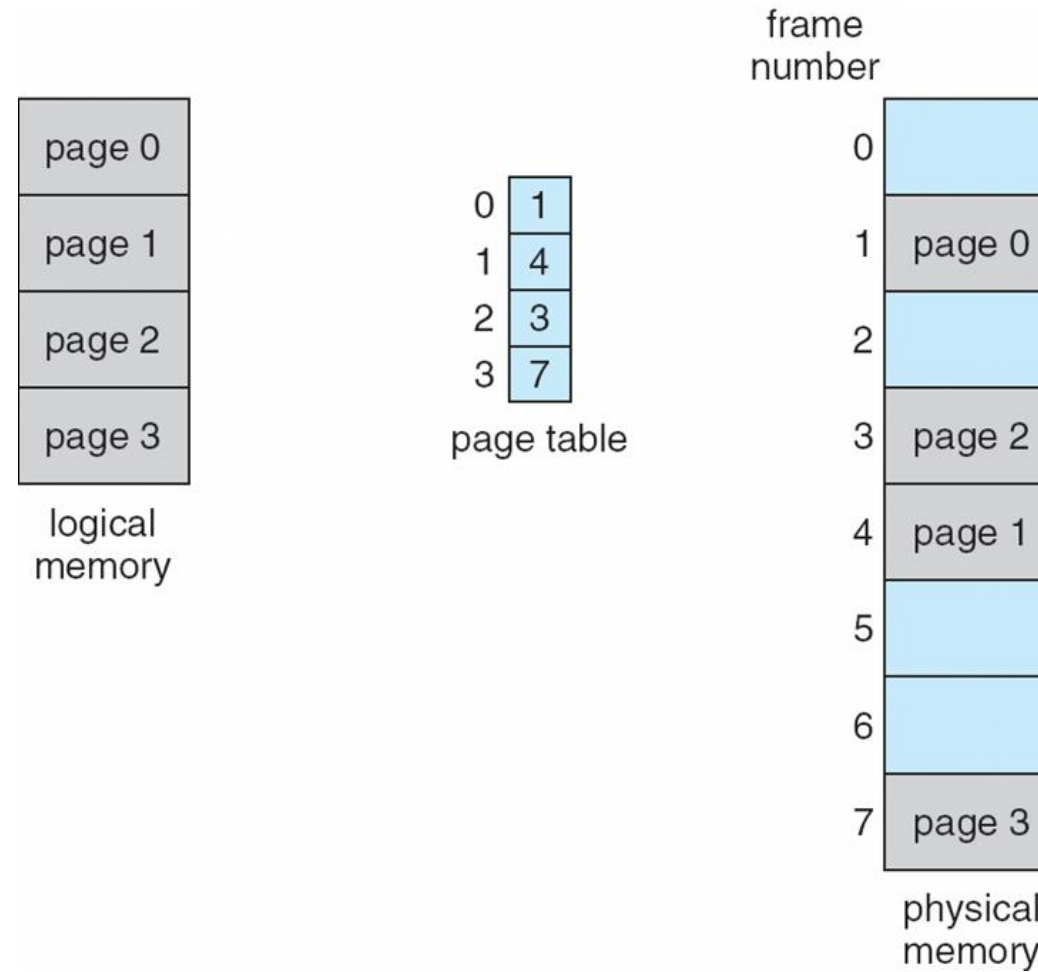 page 0
page 1
page 2
page 3
logical
memory
0 1
1 4
2 3
3 7
page table
frame
number
0
1 page 0
2
3 page 2
4 page 1
5
6
7 page 3
physical
memory